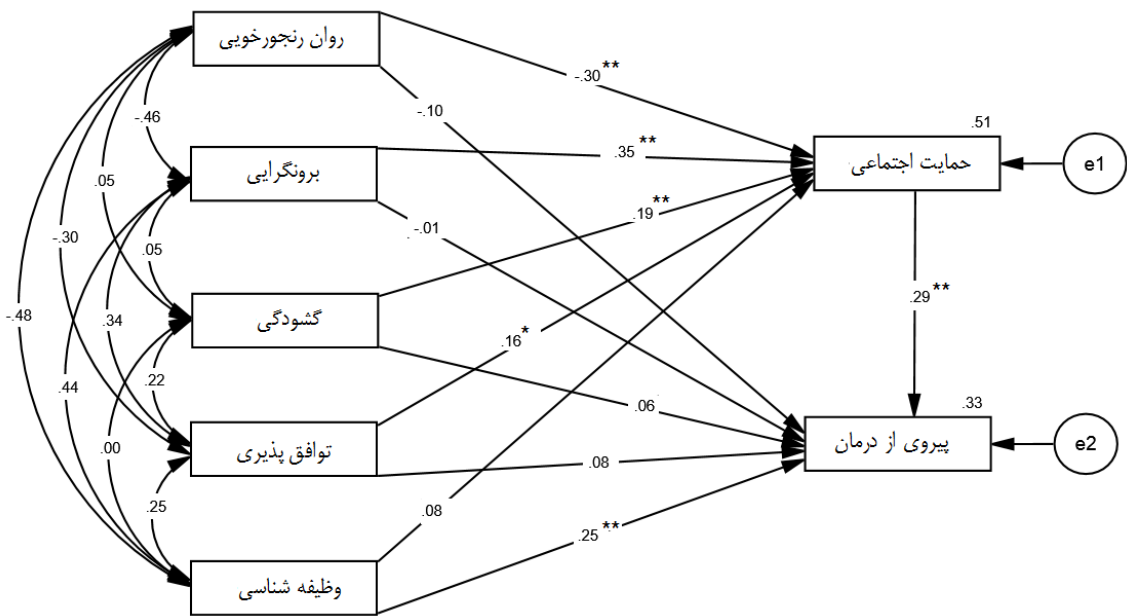 روان رنجورخویی
-.30**
-.10
-.46
.51
حمایت اجتماعی
e1
برونگرایی
.35**
.05
.19**
-.01
-.30
.05
گشودگی
.29**
-.48
.34
.16*
.44
.22
.06
.33
.00
توافق پذیری
.08
پیروی از درمان
e2
.25
.08
.25**
وظیفه شناسی